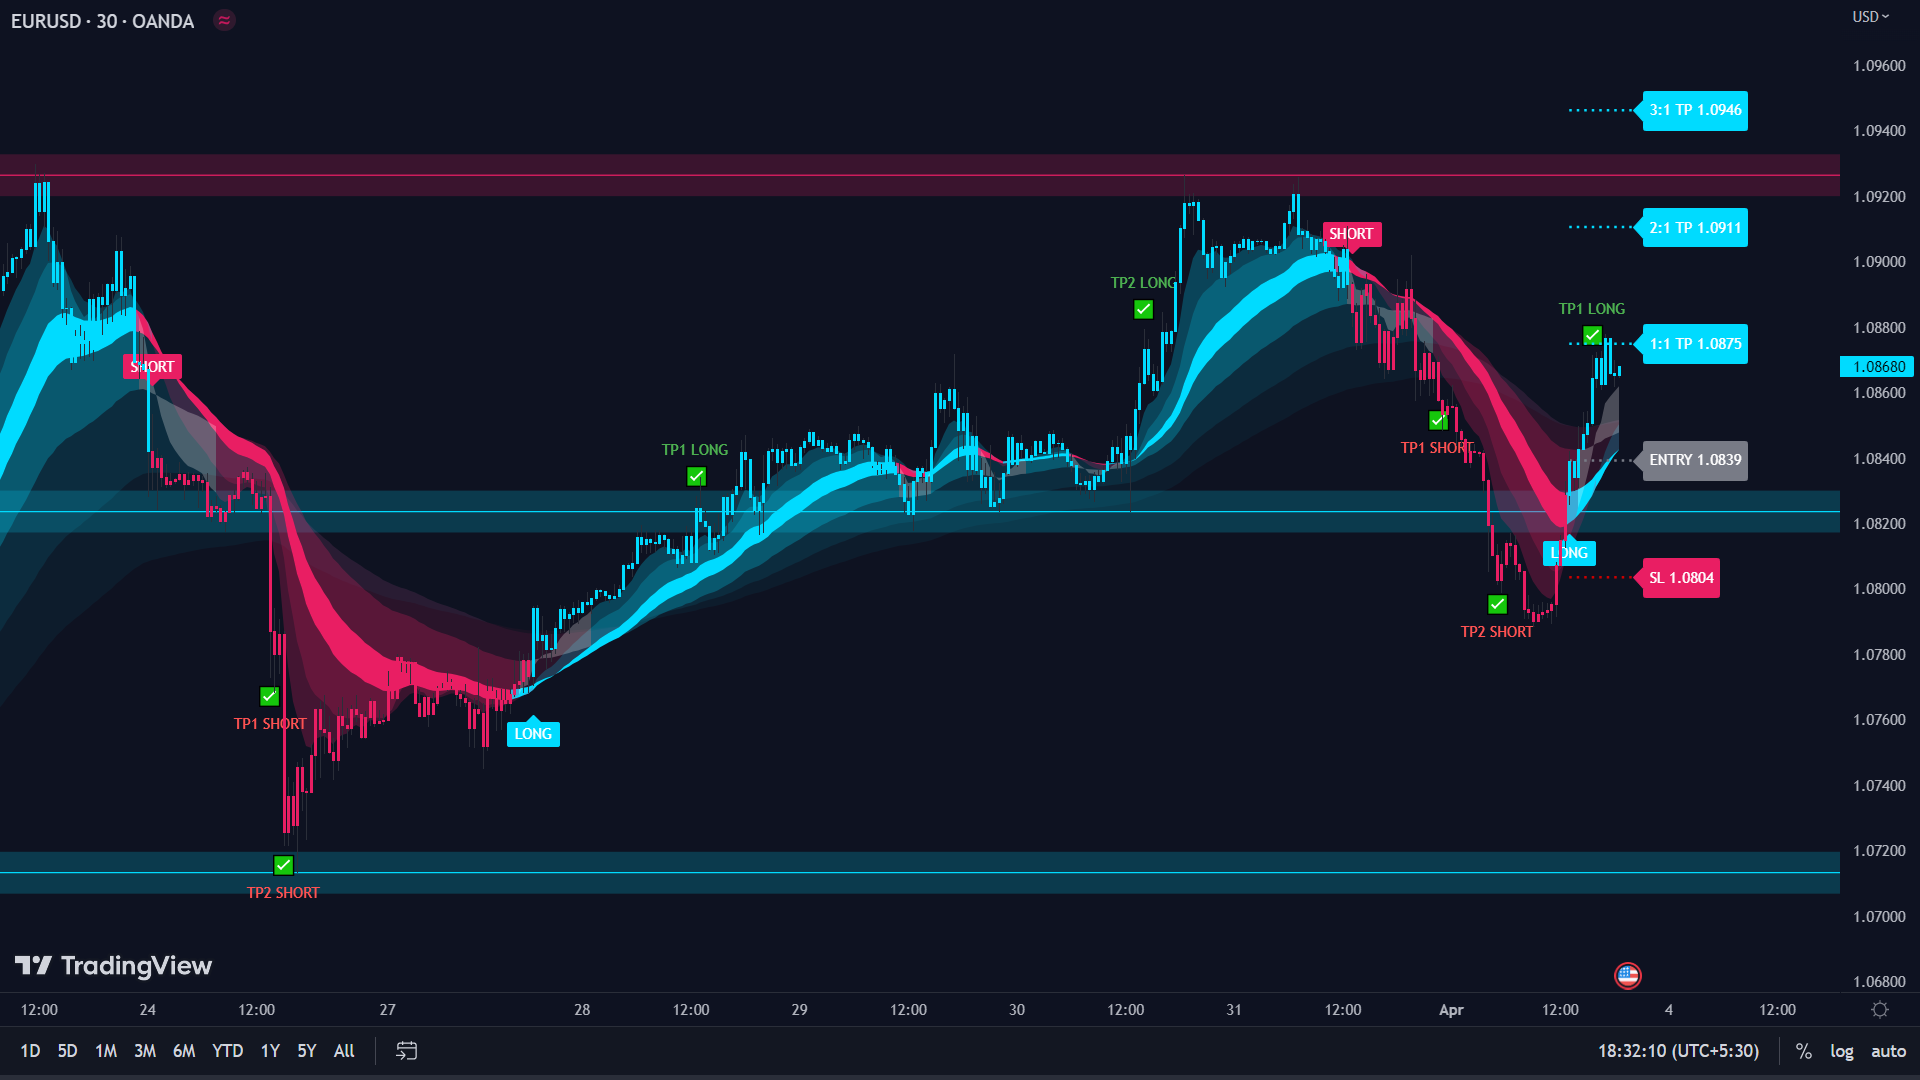 EURUSD · 30 · OANDA
USD
1.09600
3:1 TP 1.0946
1.09400
1.09200
2:1 TP 1.0911
SHORT
1.09000
TP2 LONG
TP1 LONG
1.08800
1:1 TP 1.0875
SHORT
1.08680
1.08600
TP1 LONG
TP1 SHORT
ENTRY 1.0839
1.08400
1.08200
LONG
SL 1.0804
1.08000
TP2 SHORT
1.07800
TP1 SHORT
LONG
1.07600
1.07400
1.07200
TP2 SHORT
1.07000
TradingView
1.06800
12:00 24 12:00 27 28 12:00 29 12:00 30 12:00 31 12:00 Apr 12:00 4 12:00
1D 5D 1M 3M 6M YTD 1Y 5Y All 18:32:10 (UTC+5:30) % log auto